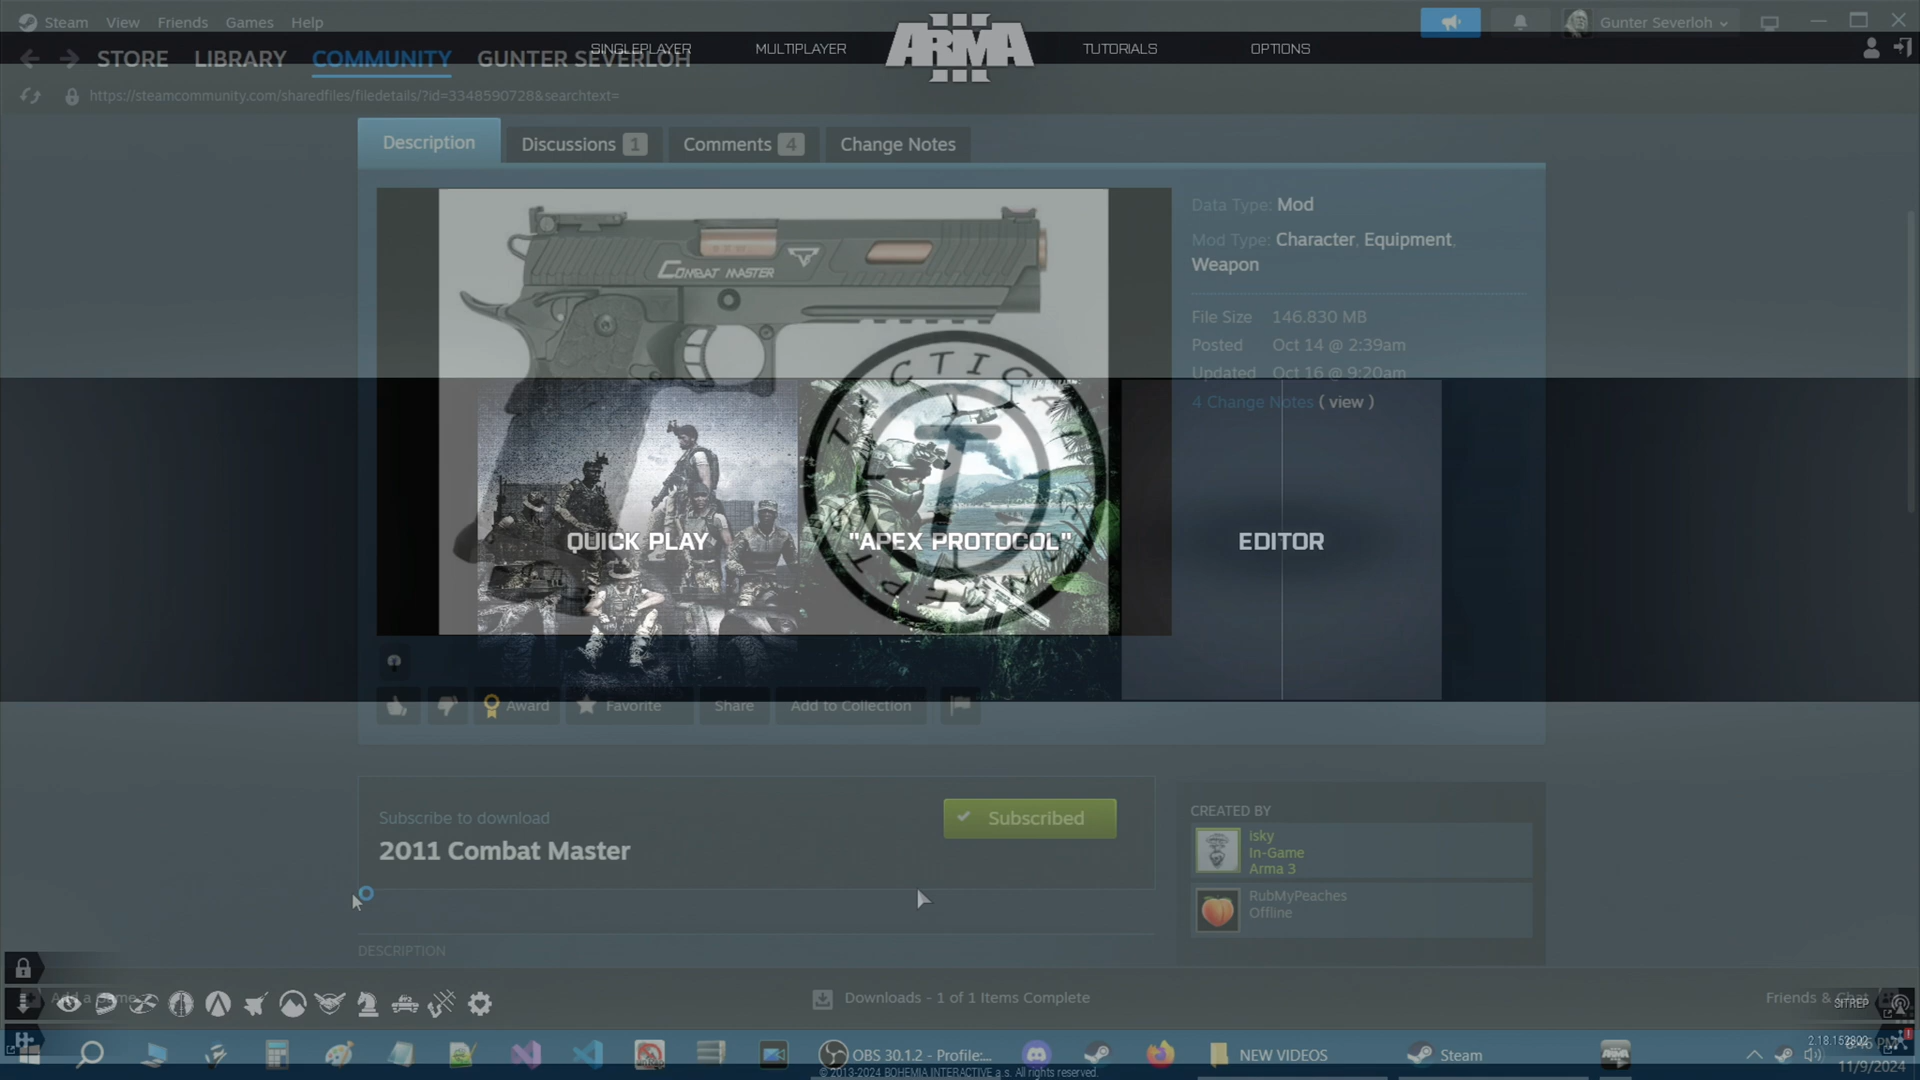 Steam View Friends Games Help
Gunter Severloh
STORE LIBRARY COMMUNITY GUNTER SEVERLOH
SINGLEPLAYER MULTIPLAYER ARMA III TUTORIALS OPTIONS
https://steamcommunity.com/sharedfiles/filedetails/?id=3348590728&searchtext=
Description Discussions 1 Comments 4 Change Notes
COMBAT MASTER
Data Type: Mod
Mod Type: Character, Equipment,
Weapon
File Size 146.830 MB
Posted Oct 14 @ 2:39am
Updated Oct 16 @ 9:20am
4 Change Notes ( view )
QUICK PLAY
"APEX PROTOCOL"
EDITOR
Award Favorite Share Add to Collection
Subscribe to download
2011 Combat Master
Subscribed
CREATED BY
isky
In-Game
Arma 3
RubMyPeaches
Offline
DESCRIPTION
Downloads - 1 of 1 Items Complete
Friends & Chat
SITREP
OBS 30.1.2 - Profile:...
NEW VIDEOS
Steam
2.18.152802
11/9/2024
© 2013-2024 BOHEMIA INTERACTIVE a.s. All rights reserved.